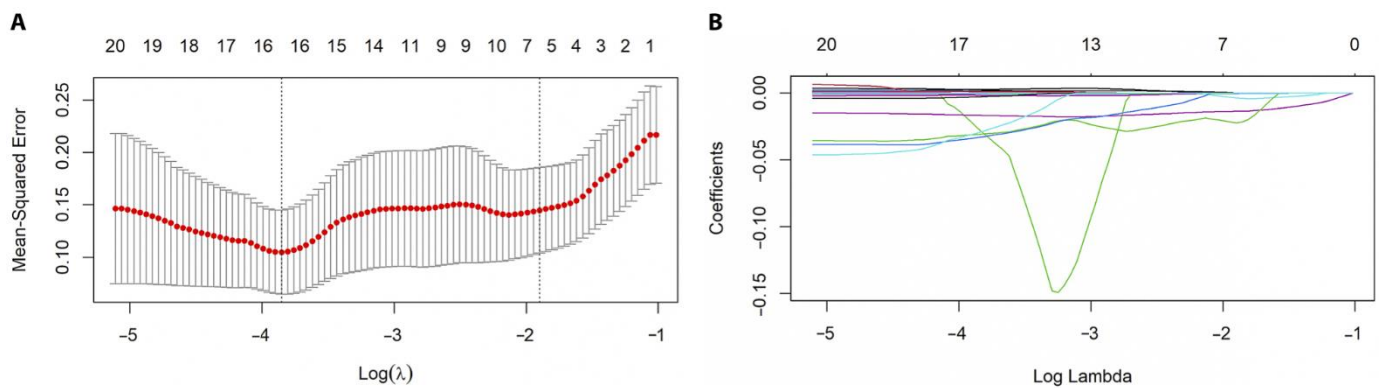 A
20 19 18 17 16 16 15 14 11 9 9 10 7 5 4 3 2 1
Mean-Squared Error
0.25
0.20
0.15
0.10
−5 −4 −3 −2 −1
Log(λ)
B
20 17 13 7 0
Coefficients
0.00
−0.05
−0.10
−0.15
−5 −4 −3 −2 −1
Log Lambda